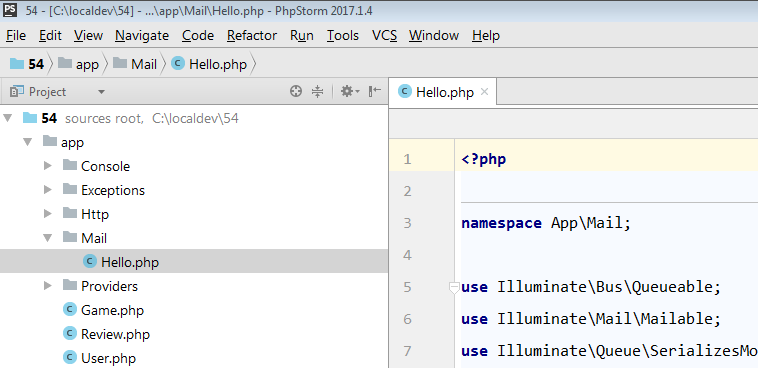 PS 54 - [C:\localdev\54] - ...\app\Mail\Hello.php - PhpStorm 2017.1.4
File Edit View Navigate Code Refactor Run Tools VCS Window Help
54 app Mail Hello.php
Project
Hello.php
54 sources root, C:\localdev\54
app
Console
Exceptions
Http
Mail
Hello.php
Providers
Game.php
Review.php
User.php
1 <?php
2
3 namespace App\Mail;
4
5 use Illuminate\Bus\Queueable;
6 use Illuminate\Mail\Mailable;
7 use Illuminate\Queue\SerializesMo